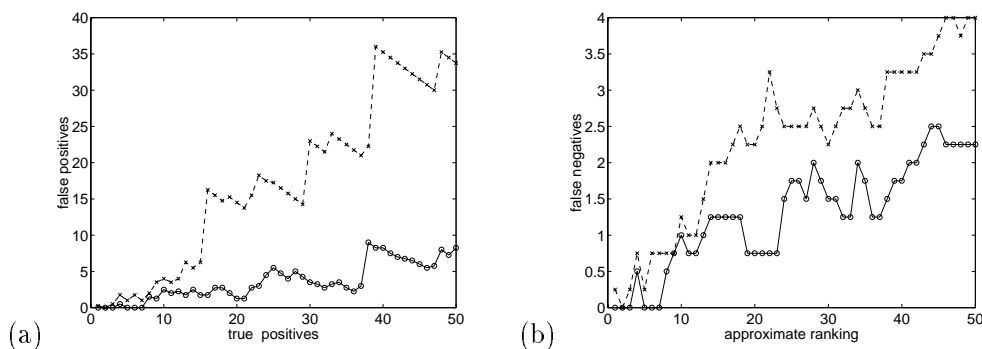 40
35
30
25
20
15
10
5
0
false positives
0 10 20 30 40 50
true positives
(a)
4
3.5
3
2.5
2
1.5
1
0.5
0
false negatives
0 10 20 30 40 50
approximate ranking
(b)